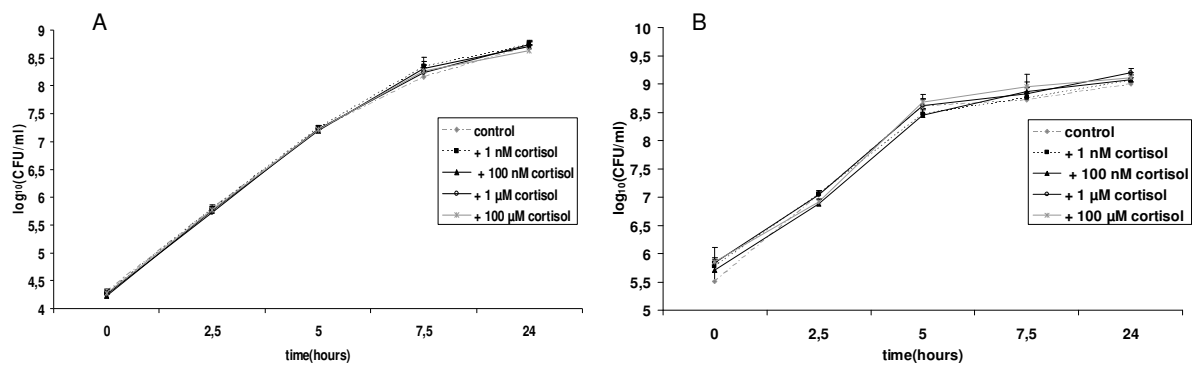 A
log10(CFU/ml)
9
8,5
8
7,5
7
6,5
6
5,5
5
4,5
4
0 2,5 5 7,5 24
time(hours)
control
+ 1 nM cortisol
+ 100 nM cortisol
+ 1 µM cortisol
+ 100 µM cortisol
B
log₁₀(CFU/ml)
10
9,5
9
8,5
8
7,5
7
6,5
6
5,5
5
0 2,5 5 7,5 24
time(hours)
control
+ 1 nM cortisol
+ 100 nM cortisol
+ 1 µM cortisol
+ 100 µM cortisol